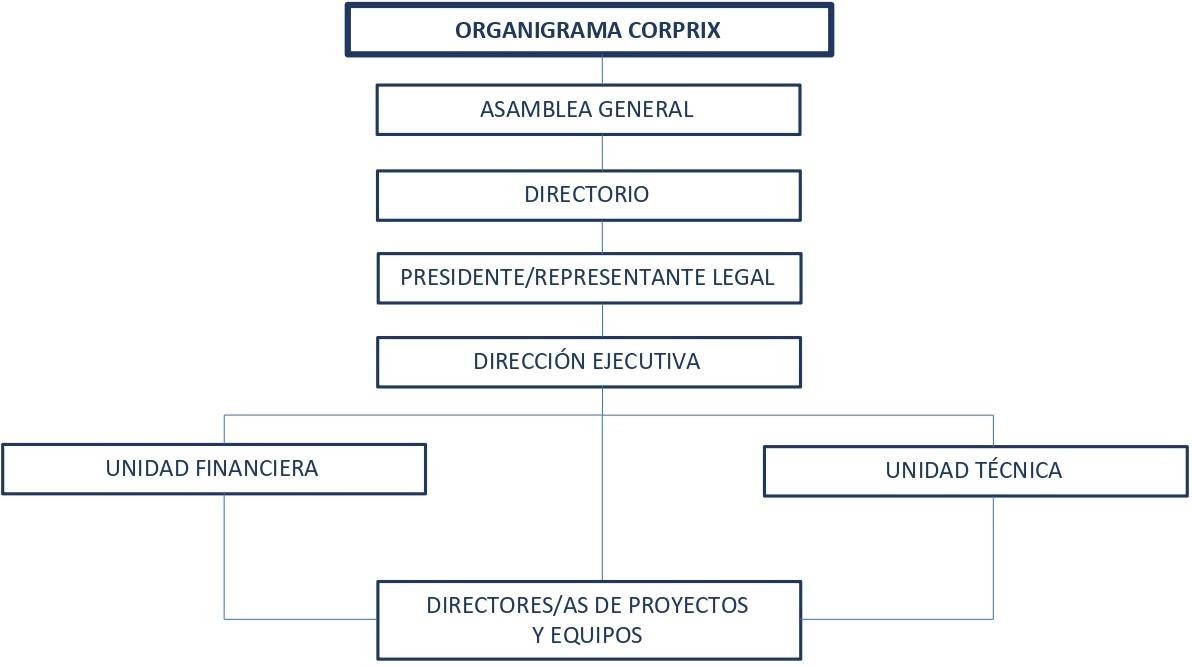 ORGANIGRAMA CORPRIX
ASAMBLEA GENERAL
DIRECTORIO
PRESIDENTE/REPRESENTANTE LEGAL
DIRECCIÓN EJECUTIVA
UNIDAD FINANCIERA
UNIDAD TÉCNICA
DIRECTORES/AS DE PROYECTOS
Y EQUIPOS